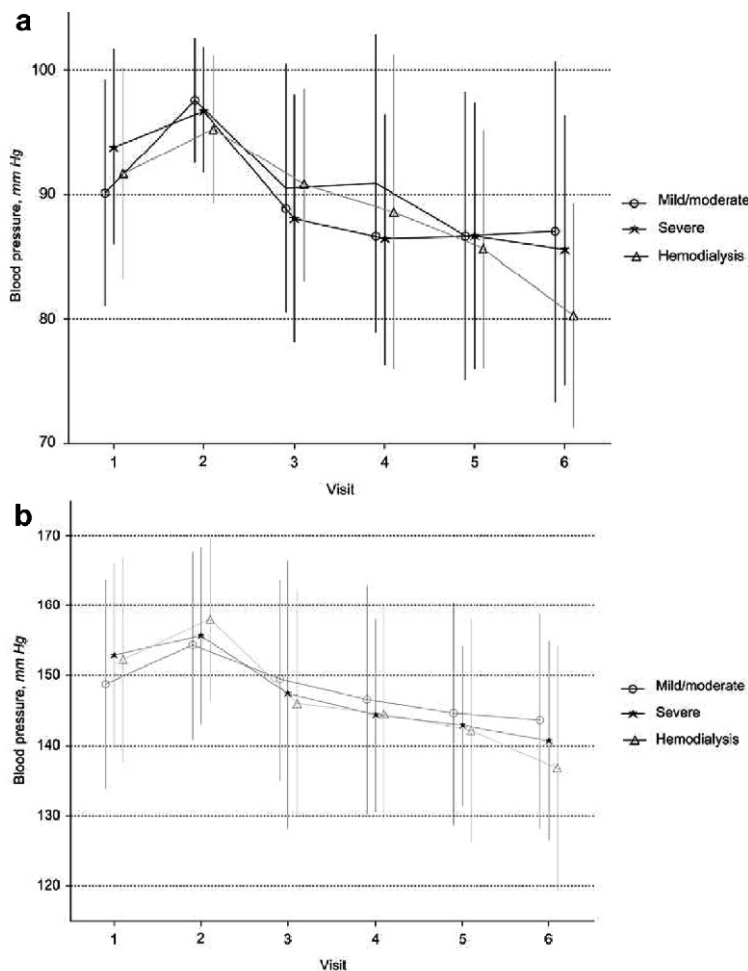 a
100
90
80
70
Blood pressure, mm Hg
1 2 3 4 5 6
Visit
Mild/moderate
Severe
Hemodialysis
b
170
160
150
140
130
120
Blood pressure, mm Hg
1 2 3 4 5 6
Visit
Mild/moderate
Severe
Hemodialysis